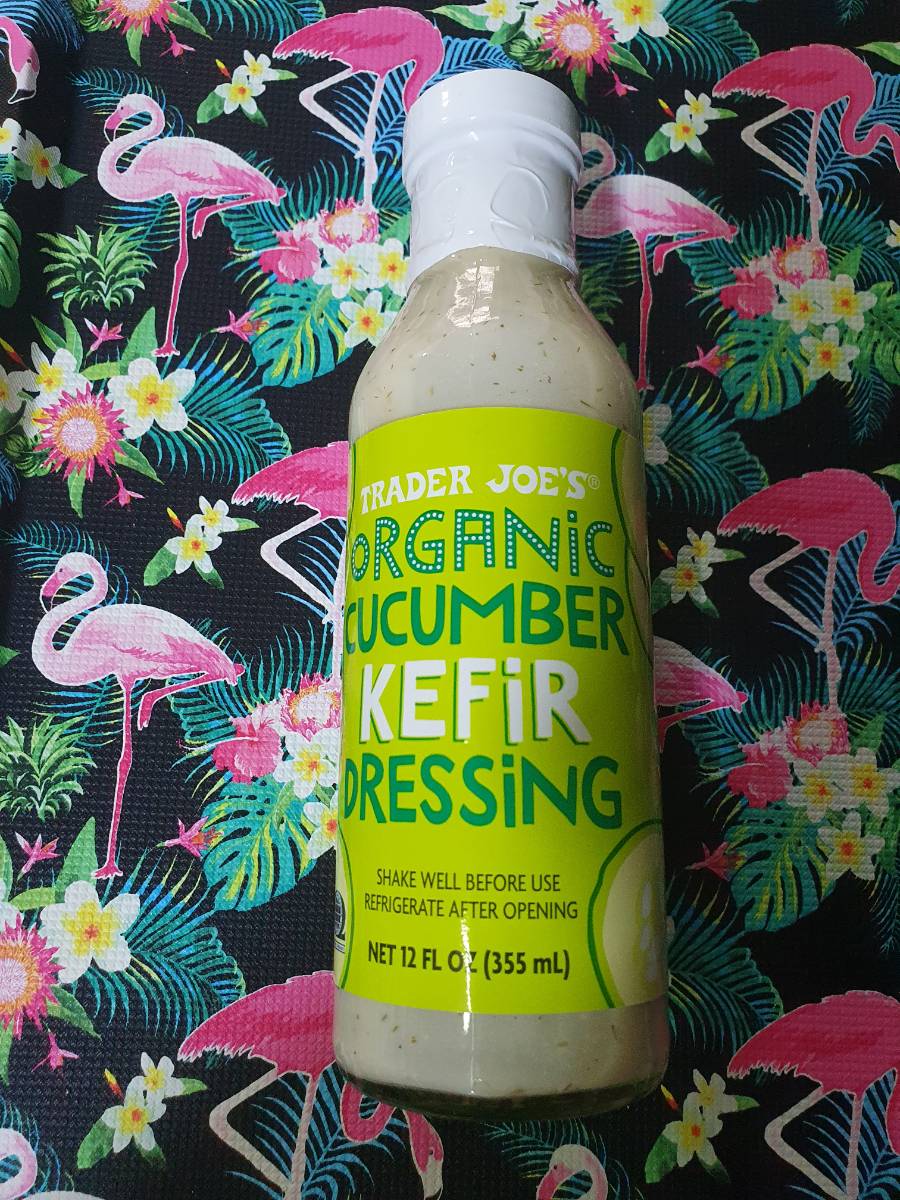 TRADER JOE'S®
ORGANiC
CUCUMBER
KEFiR
DRESSiNG
SHAKE WELL BEFORE USE
REFRIGERATE AFTER OPENING
NET 12 FL OZ (355 mL)